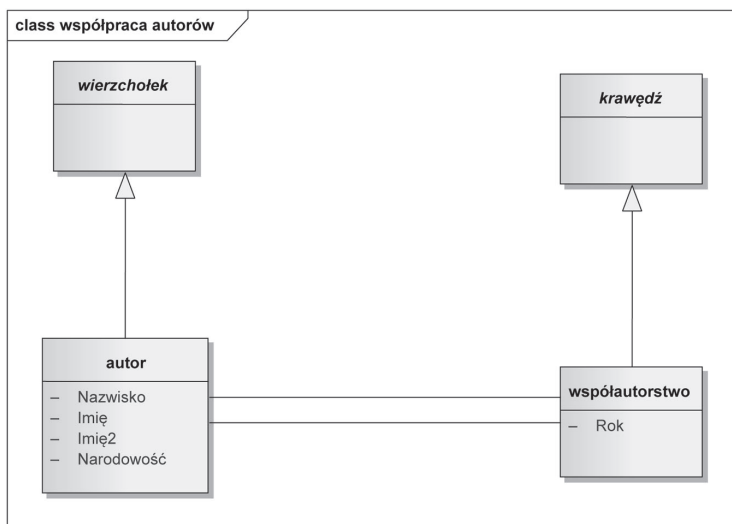 class współpraca autorów
wierzchołek
krawędź
autor
– Nazwisko
– Imię
– Imię2
– Narodowość
współautorstwo
– Rok